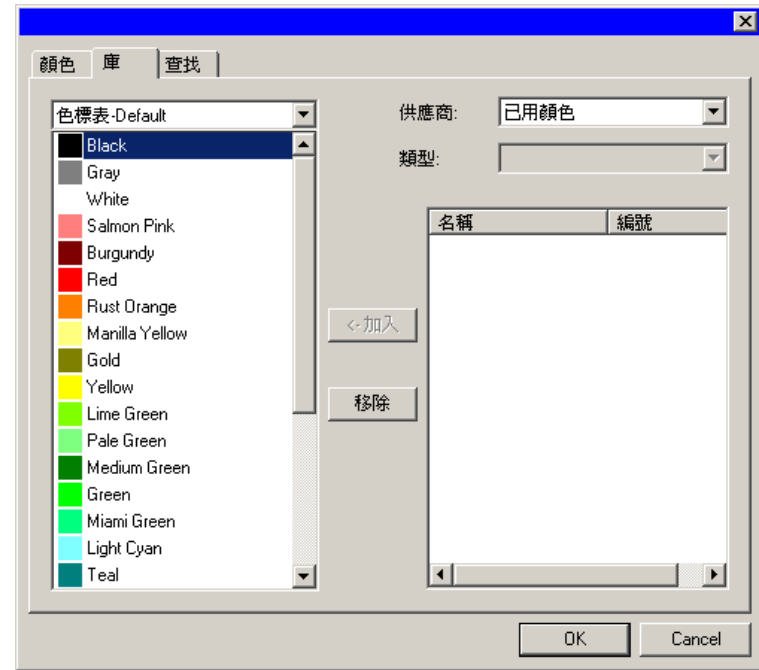 顏色 庫 查找
色標表-Default
Black
Gray
White
Salmon Pink
Burgundy
Red
Rust Orange
Manilla Yellow
Gold
Yellow
Lime Green
Pale Green
Medium Green
Green
Miami Green
Light Cyan
Teal
<-加入
移除
供應商: 已用顏色
類型:
名稱 編號
OK Cancel